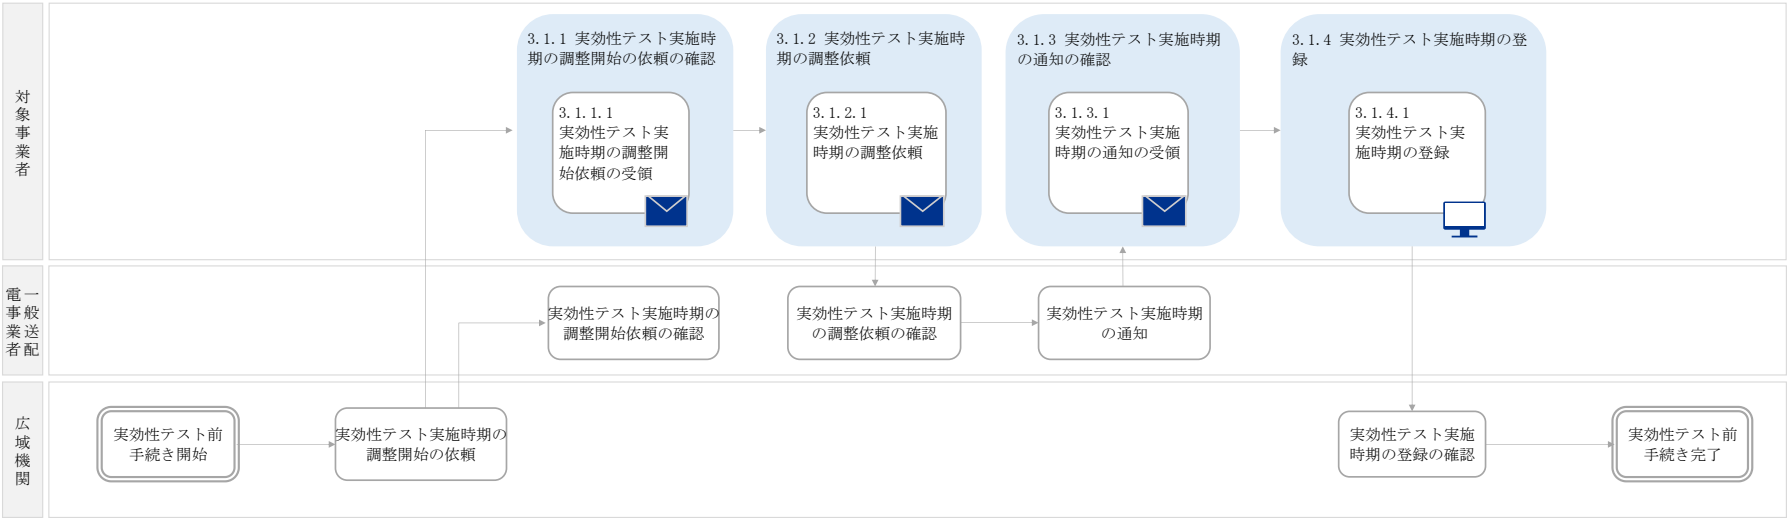 対象事業者
3.1.1 実効性テスト実施時
期の調整開始の依頼の確認
3.1.1.1
実効性テスト実
施時期の調整開
始依頼の受領
3.1.2 実効性テスト実施時
期の調整依頼
3.1.2.1
実効性テスト実施
時期の調整依頼
3.1.3 実効性テスト実施時期
の通知の確認
3.1.3.1
実効性テスト実施
時期の通知の受領
3.1.4 実効性テスト実施時期の登
録
3.1.4.1
実効性テスト実
施時期の登録
一般送配
電事業者
実効性テスト実施時期の
調整開始依頼の確認
実効性テスト実施時期
の調整依頼の確認
実効性テスト実施時期
の通知
広域機関
実効性テスト前
手続き開始
実効性テスト実施時期の
調整開始の依頼
実効性テスト実施
時期の登録の確認
実効性テスト前
手続き完了